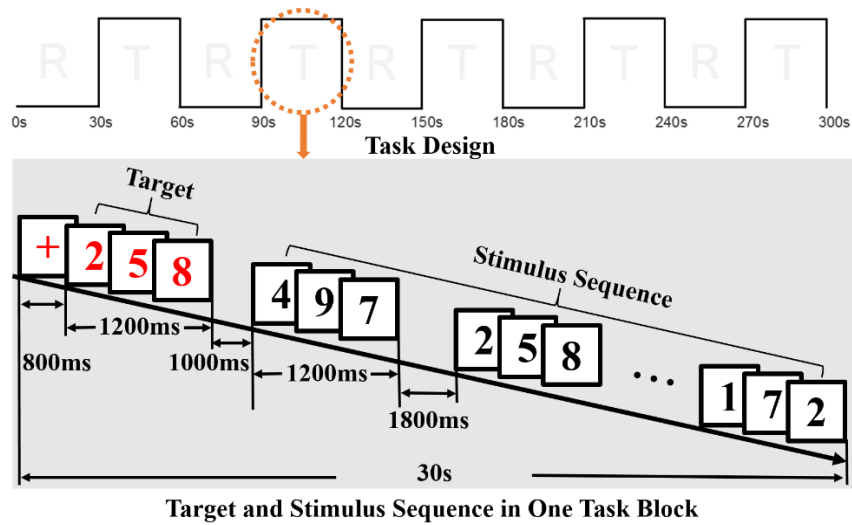 R T R T R T R T R T
0s 30s 60s 90s 120s 150s 180s 210s 240s 270s 300s
Task Design
Target
+ 2 5 8
Stimulus Sequence
4 9 7
2 5 8
...
1 7 2
800ms
1200ms
1000ms
1200ms
1800ms
30s
Target and Stimulus Sequence in One Task Block